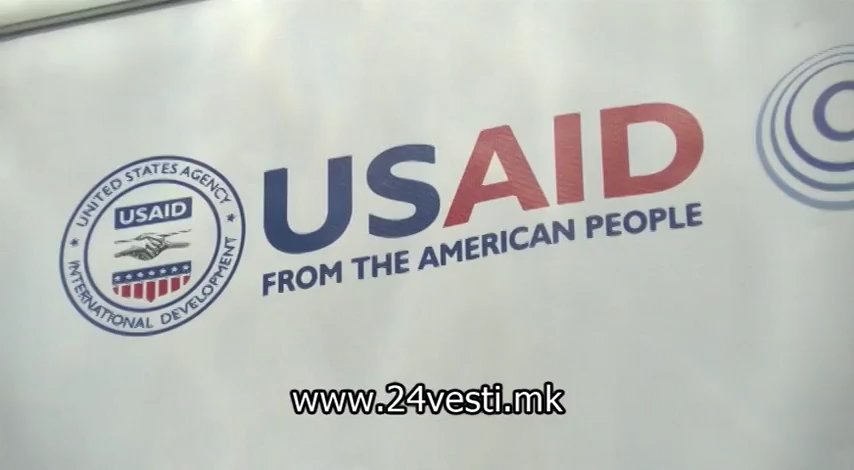 UNITED STATES AGENCY
USAID
INTERNATIONAL DEVELOPMENT
USAID
FROM THE AMERICAN PEOPLE
www.24vesti.mk